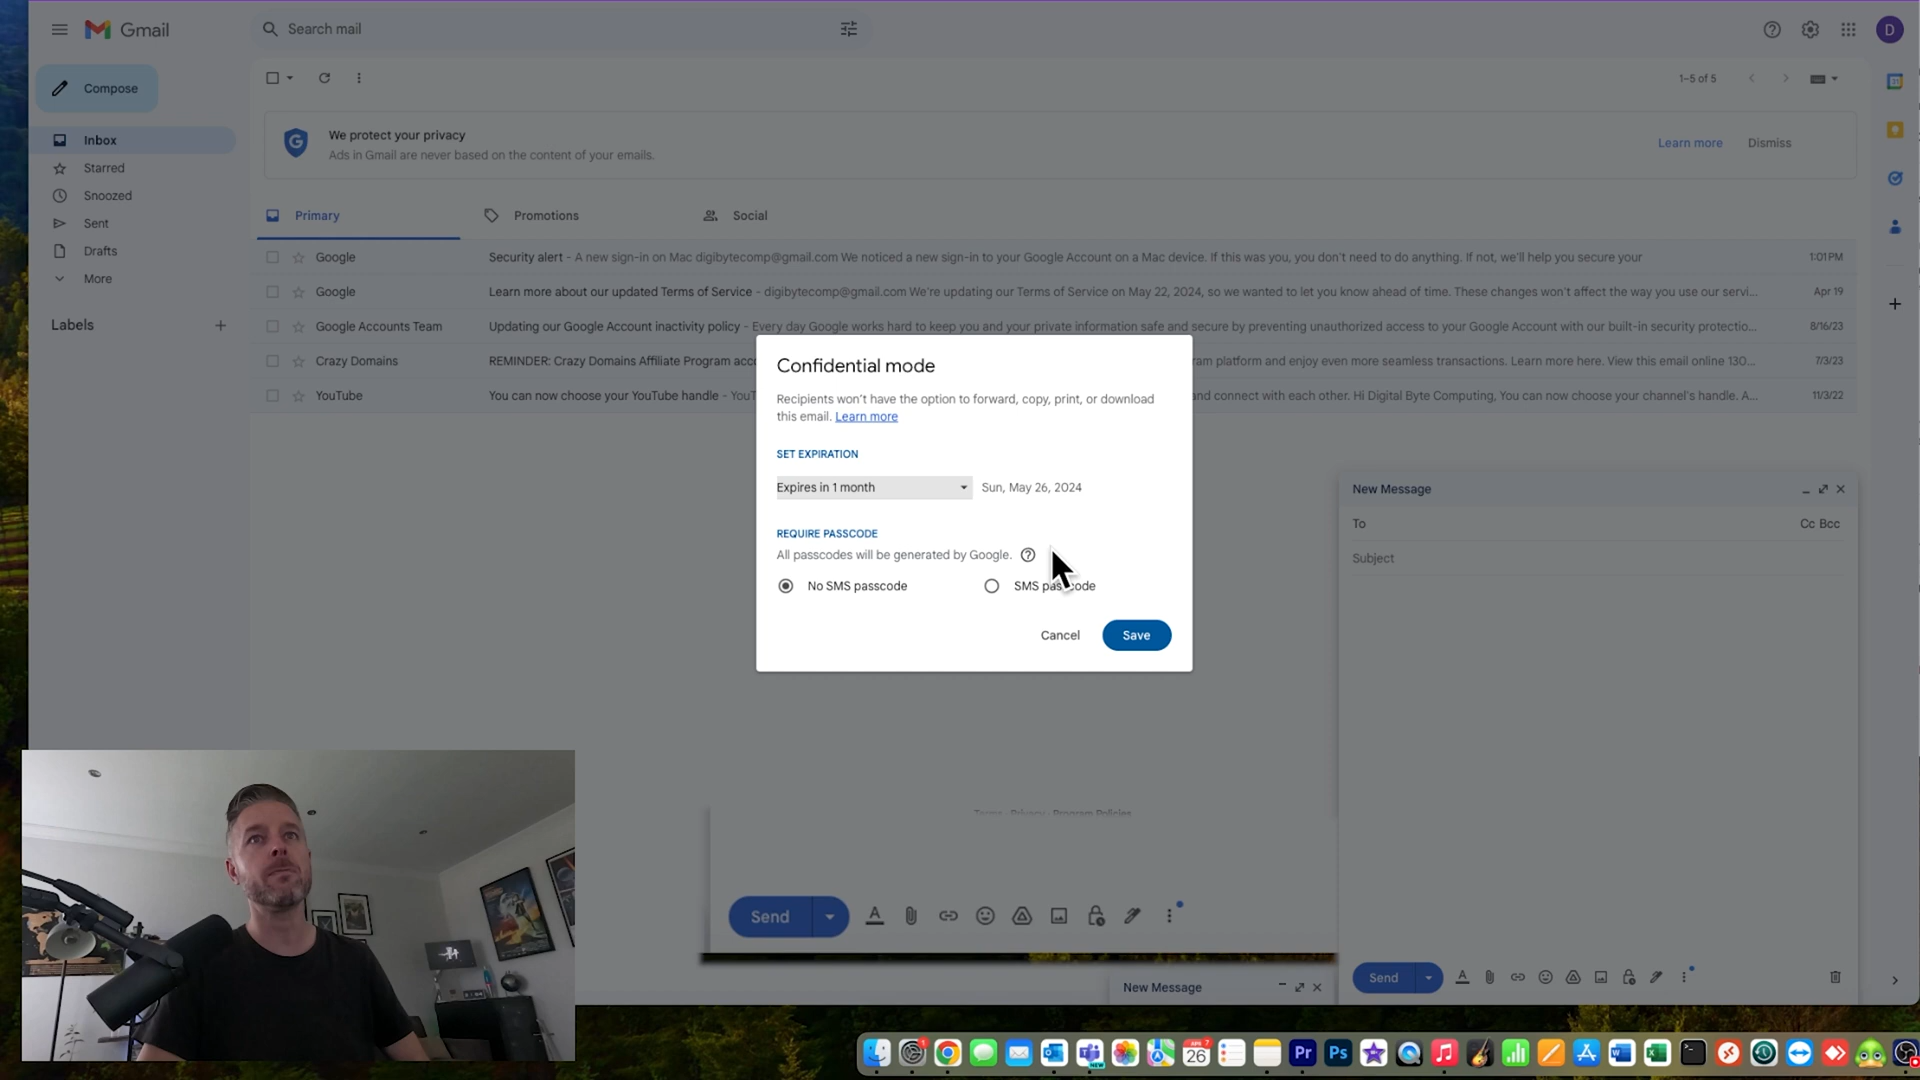 Gmail
Search mail
D
Compose
1–5 of 5
Inbox
Starred
Snoozed
Sent
Drafts
More
Labels
We protect your privacy
Ads in Gmail are never based on the content of your emails.
Learn more
Dismiss
Primary
Promotions
Social
Google
Security alert - A new sign-in on Mac digibytecomp@gmail.com We noticed a new sign-in to your Google Account on a Mac device. If this was you, you don't need to do anything. If not, we'll help you secure your
1:01 PM
Google
Learn more about our updated Terms of Service - digibytecomp@gmail.com We're updating our Terms of Service on May 22, 2024, so we wanted to let you know ahead of time. These changes won't affect the way you use our servi...
Apr 19
Google Accounts Team
Updating our Google Account inactivity policy - Every day Google works hard to keep you and your private information safe and secure by preventing unauthorized access to your Google Account with our built-in security protectio...
8/16/23
Crazy Domains
REMINDER: Crazy Domains Affiliate Program acc
platform and enjoy even more seamless transactions. Learn more here. View this email online 130...
7/3/23
YouTube
You can now choose your YouTube handle - YouT
and connect with each other. Hi Digital Byte Computing, You can now choose your channel's handle. A...
11/3/22
Confidential mode
Recipients won't have the option to forward, copy, print, or download
this email. Learn more
SET EXPIRATION
Expires in 1 month
Sun, May 26, 2024
REQUIRE PASSCODE
All passcodes will be generated by Google.
No SMS passcode
SMS passcode
Cancel
Save
New Message
To
Cc Bcc
Subject
Terms · Privacy · Program Policies
Send
New Message
Send
26
Pr
Ps